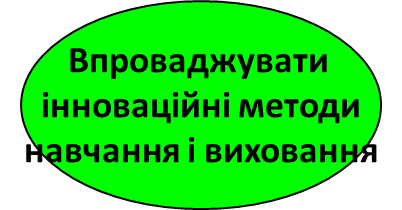 Впроваджувати
інноваційні методи
навчання і виховання